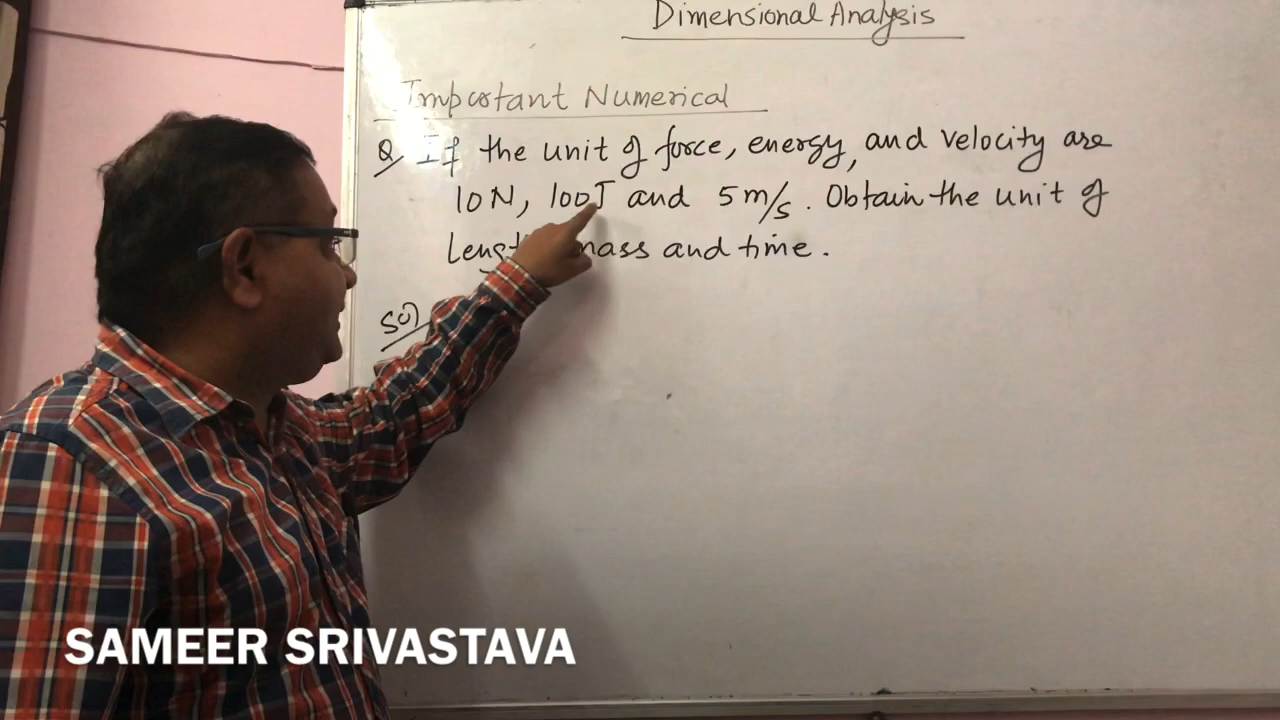 Dimensional Analysis
Important Numerical
Q, If the unit of force, energy, and velocity are
10N, 100J and 5m/s. Obtain the unit of
mass and time.
Sol
SAMEER SRIVASTAVA